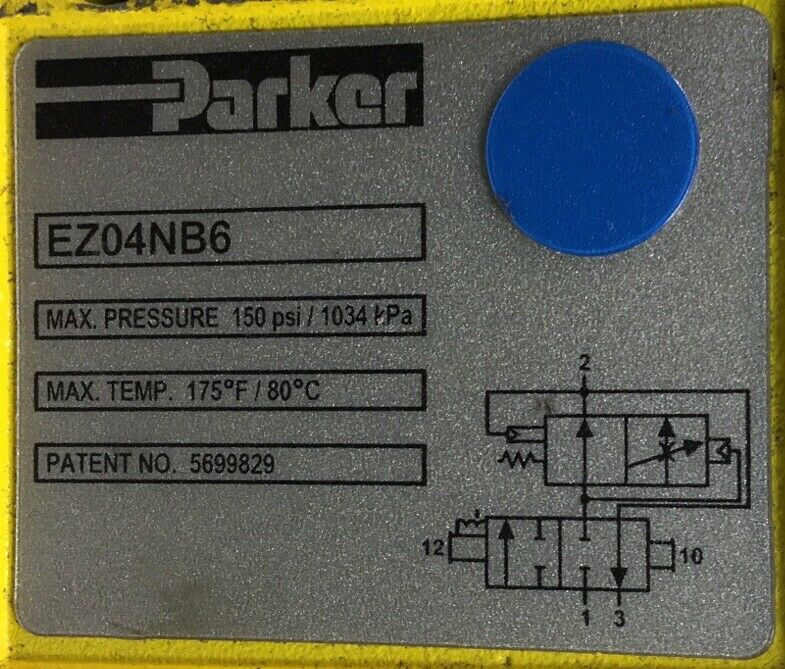 Parker
EZ04NB6
MAX. PRESSURE 150 psi / 1034 kPa
MAX. TEMP. 175°F / 80°C
PATENT NO. 5699829
2
12
10
1 3